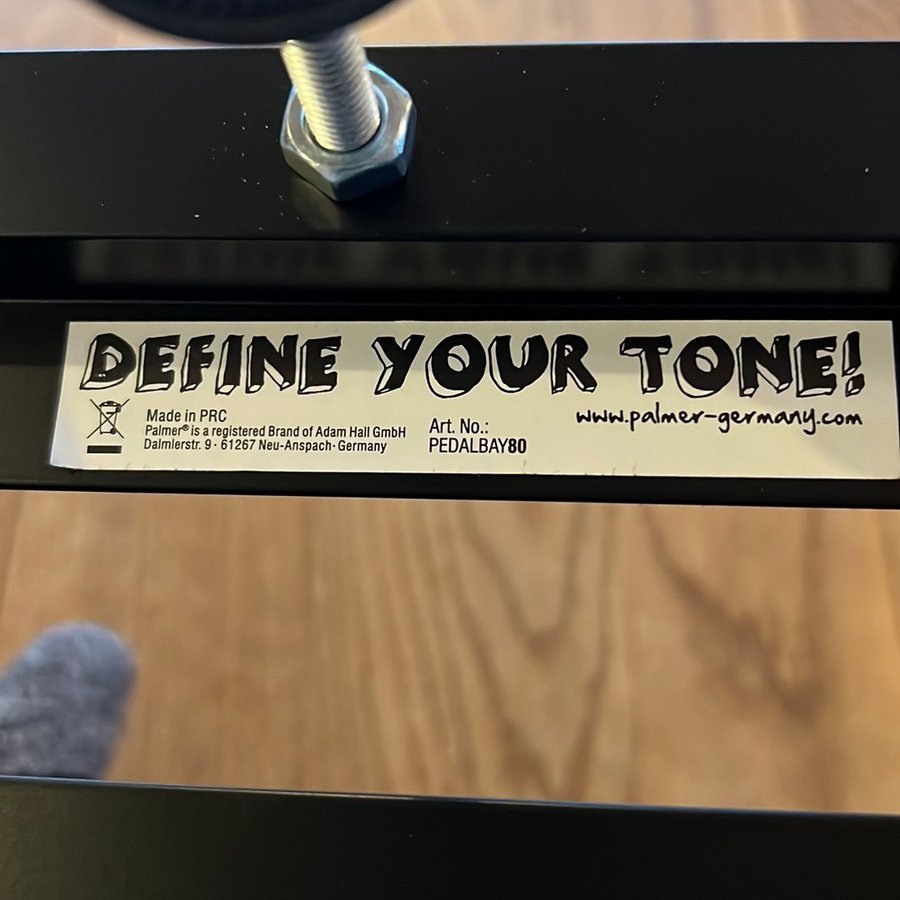 DEFINE YOUR TONE!
www.palmer-germany.com
Made in PRC
Palmer® is a registered Brand of Adam Hall GmbH
Daimlerstr. 9 · 61267 Neu-Anspach · Germany
Art. No.:
PEDALBAY80